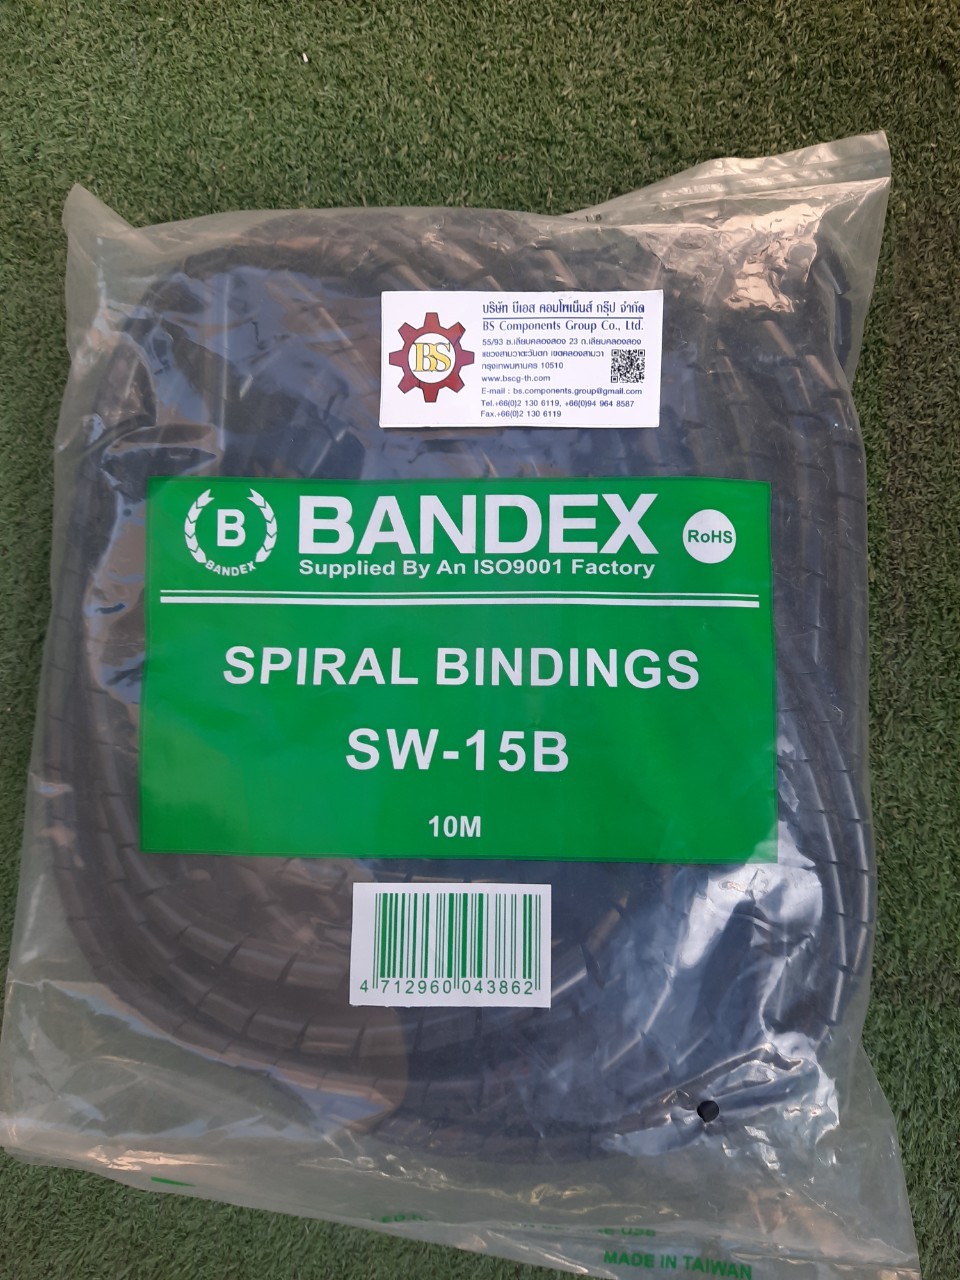 บริษัท บีเอส คอมโพเน็นส์ กรุ๊ป จำกัด
BS Components Group Co., Ltd.
55/93 ซ.เลียบคลองสอง 23 ถ.เลียบคลองสอง
แขวงสามวาตะวันตก เขตคลองสามวา
กรุงเทพมหานคร 10510
www.bscg-th.com
E-mail : bs.components.group@gmail.com
Tel.+66(0)2 130 6119, +66(0)94 964 8587
Fax.+66(0)2 130 6119
BS
B
BANDEX
BANDEX
Supplied By An ISO9001 Factory
RoHS
SPIRAL BINDINGS
SW-15B
10M
4 712960 043862
MADE IN TAIWAN